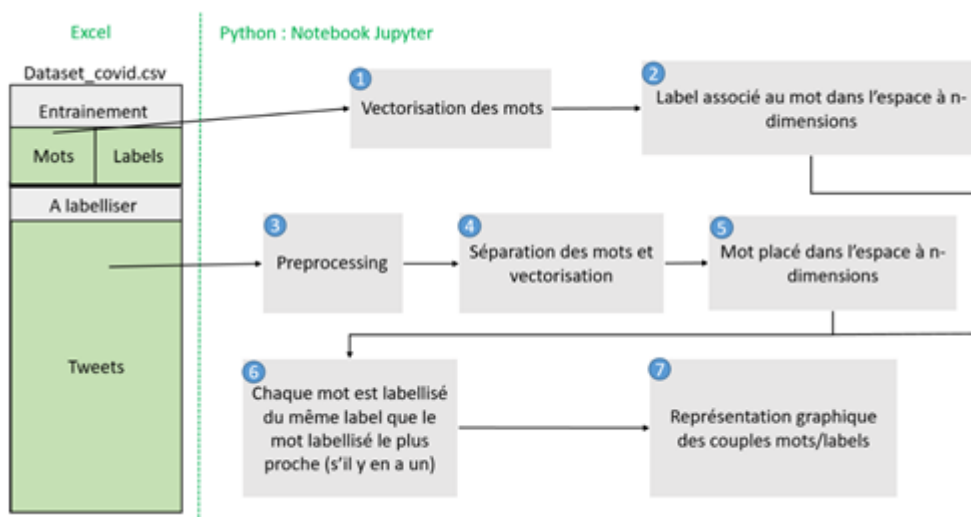 Excel
Python : Notebook Jupyter
Dataset_covid.csv
Entrainement
Mots
Labels
A labelliser
Tweets
1
Vectorisation des mots
2
Label associé au mot dans l'espace à n-
dimensions
3
Preprocessing
4
Séparation des mots et
vectorisation
5
Mot placé dans l'espace à n-
dimensions
6
Chaque mot est labellisé
du même label que le
mot labellisé le plus
proche (s'il y en a un)
7
Représentation graphique
des couples mots/labels